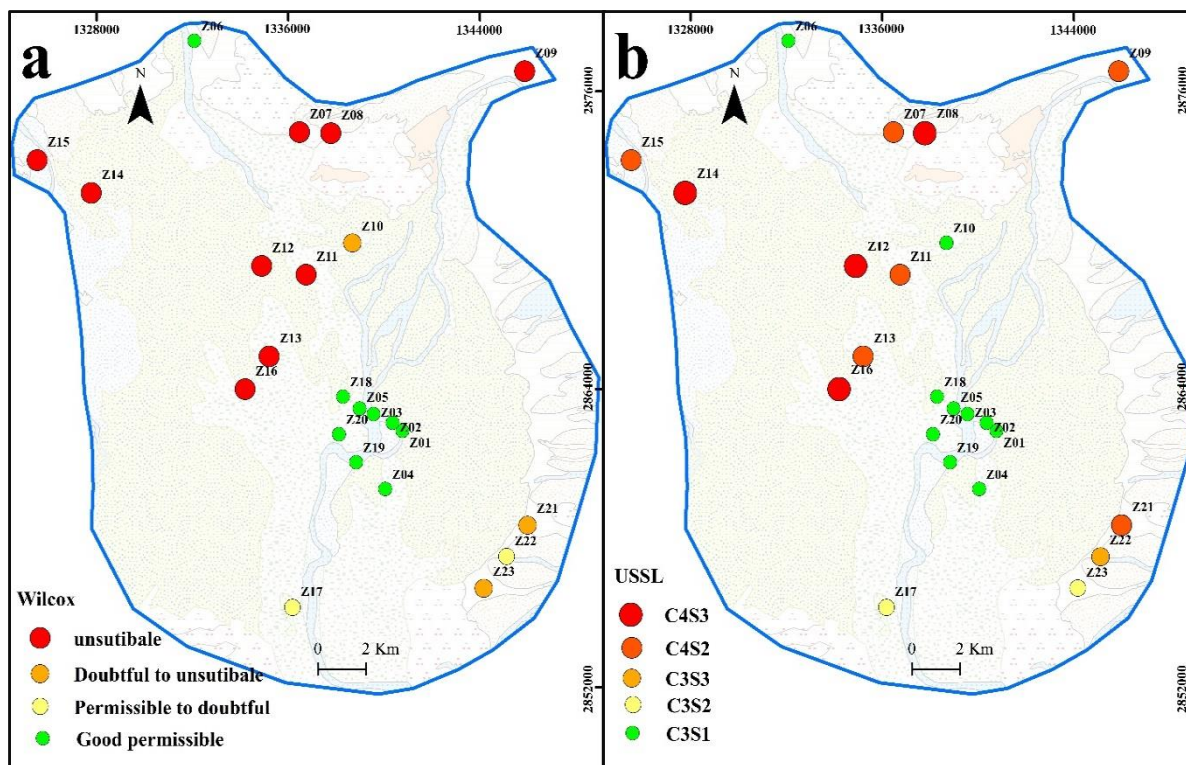 a
1328000
1336000
1344000
Z06
Z09
N
2876000
Z07
Z08
Z15
Z14
Z10
Z12
Z11
Z13
Z16
2864000
Z18
Z05
Z03
Z20
Z02
Z01
Z19
Z04
Z21
Z22
Z23
Z17
Wilcox
unsutibale
Doubtful to unsutibale
Permissible to doubtful
Good permissible
0 2 Km
2852000
b
1328000
1336000
1344000
Z06
Z09
N
2876000
Z07
Z08
Z15
Z14
Z10
Z12
Z11
Z13
Z16
2864000
Z18
Z05
Z03
Z20
Z02
Z01
Z19
Z04
Z21
Z22
Z23
Z17
USSL
C4S3
C4S2
C3S3
C3S2
C3S1
0 2 Km
2852000